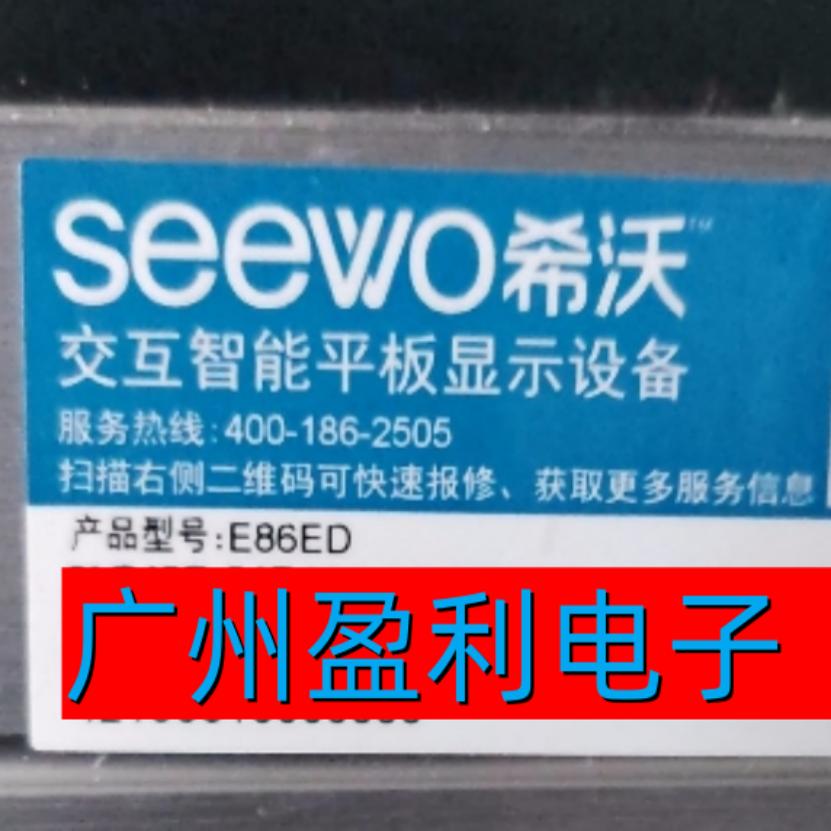 seewo希沃™
交互智能平板显示设备
服务热线:400-186-2505
扫描右侧二维码可快速报修、获取更多服务信息
产品型号:E86ED
广州盈利电子